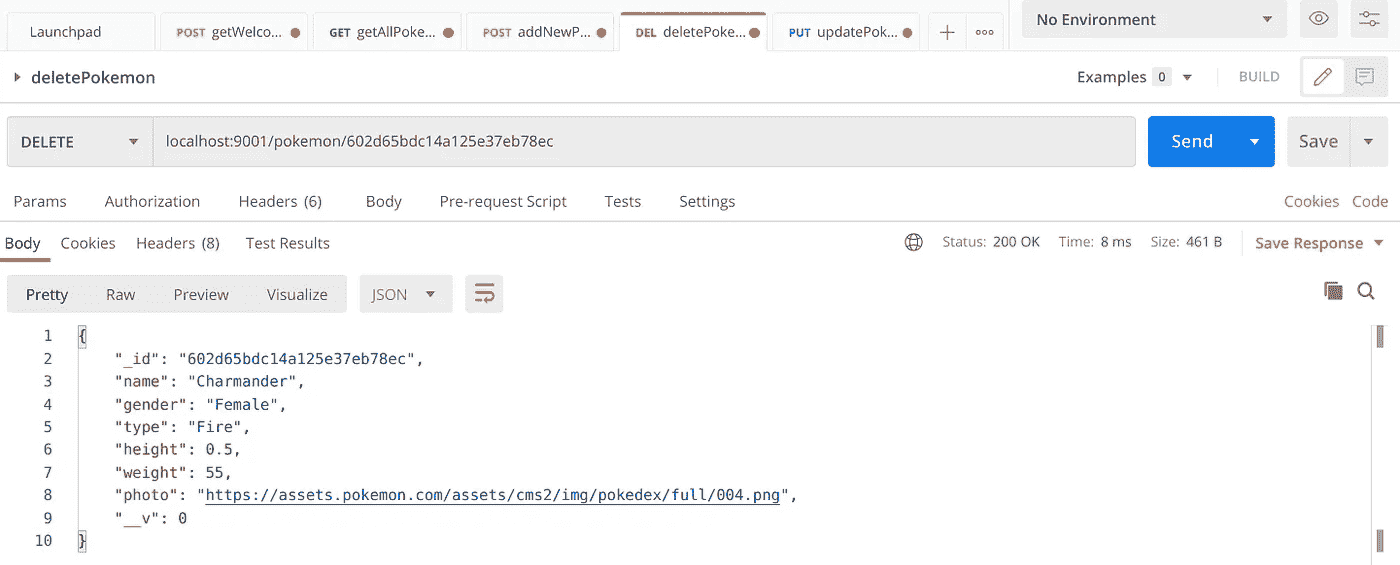 Launchpad POST getWelco... GET getAllPoke... POST addNewP... DEL deletePoke... PUT updatePok... No Environment
deletePokemon Examples 0 BUILD
DELETE localhost:9001/pokemon/602d65bdc14a125e37eb78ec Send Save
Params Authorization Headers (6) Body Pre-request Script Tests Settings Cookies Code
Body Cookies Headers (8) Test Results Status: 200 OK Time: 8 ms Size: 461 B Save Response
Pretty Raw Preview Visualize JSON
1 {
2 "_id": "602d65bdc14a125e37eb78ec",
3 "name": "Charmander",
4 "gender": "Female",
5 "type": "Fire",
6 "height": 0.5,
7 "weight": 55,
8 "photo": "https://assets.pokemon.com/assets/cms2/img/pokedex/full/004.png",
9 "__v": 0
10 }